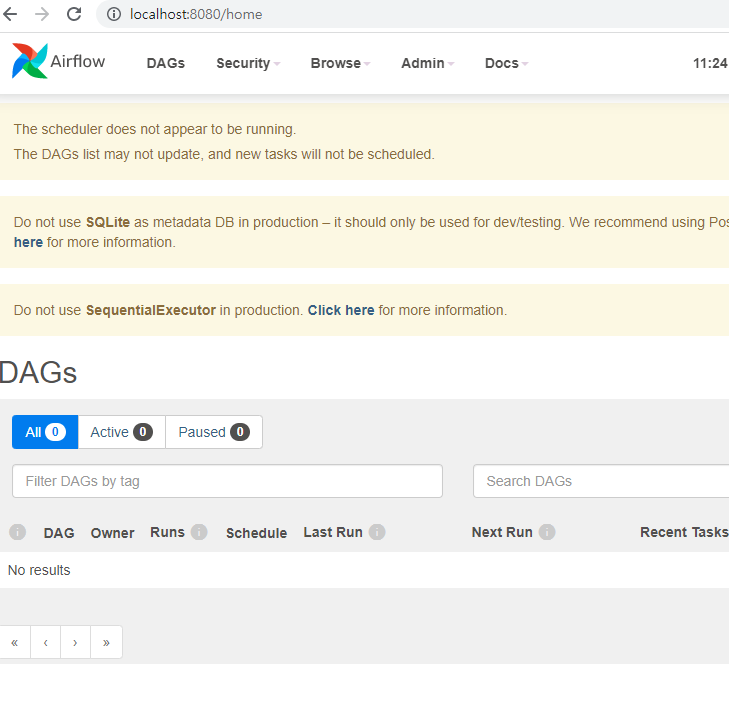 localhost:8080/home
Airflow DAGs Security Browse Admin Docs 11:24
The scheduler does not appear to be running.
The DAGs list may not update, and new tasks will not be scheduled.
Do not use SQLite as metadata DB in production – it should only be used for dev/testing. We recommend using Pos
here for more information.
Do not use SequentialExecutor in production. Click here for more information.
DAGs
All 0 Active 0 Paused 0
Filter DAGs by tag Search DAGs
i DAG Owner Runs i Schedule Last Run i Next Run i Recent Tasks
No results
« ‹ › »